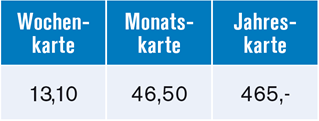 Wochen- Monats- Jahres-
karte karte karte
13,10 46,50 465,-